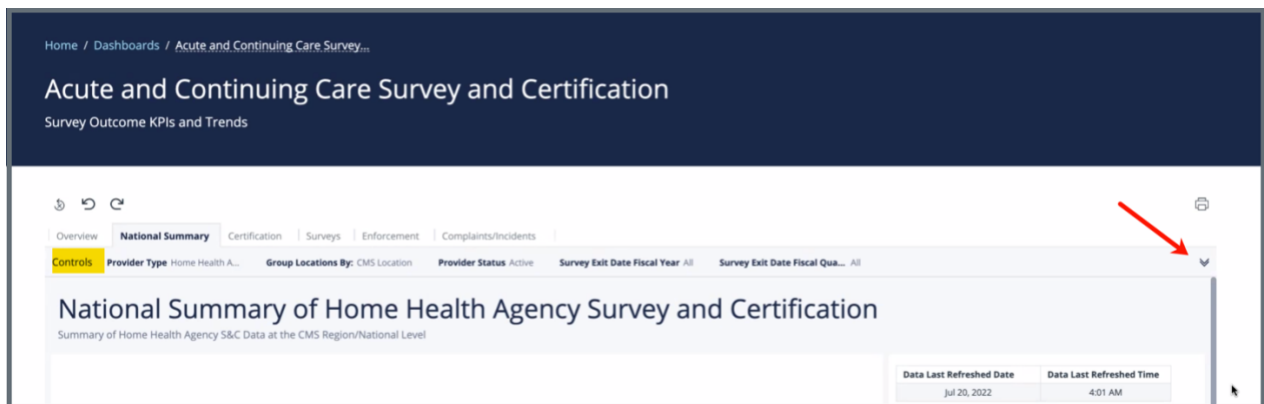 Home / Dashboards / Acute and Continuing Care Survey...
Acute and Continuing Care Survey and Certification
Survey Outcome KPIs and Trends
Overview National Summary Certification Surveys Enforcement Complaints/Incidents
Controls Provider Type Home Health A... Group Locations By: CMS Location Provider Status Active Survey Exit Date Fiscal Year All Survey Exit Date Fiscal Qua... All
National Summary of Home Health Agency Survey and Certification
Summary of Home Health Agency S&C Data at the CMS Region/National Level
Data Last Refreshed Date Data Last Refreshed Time
Jul 20, 2022 4:01 AM